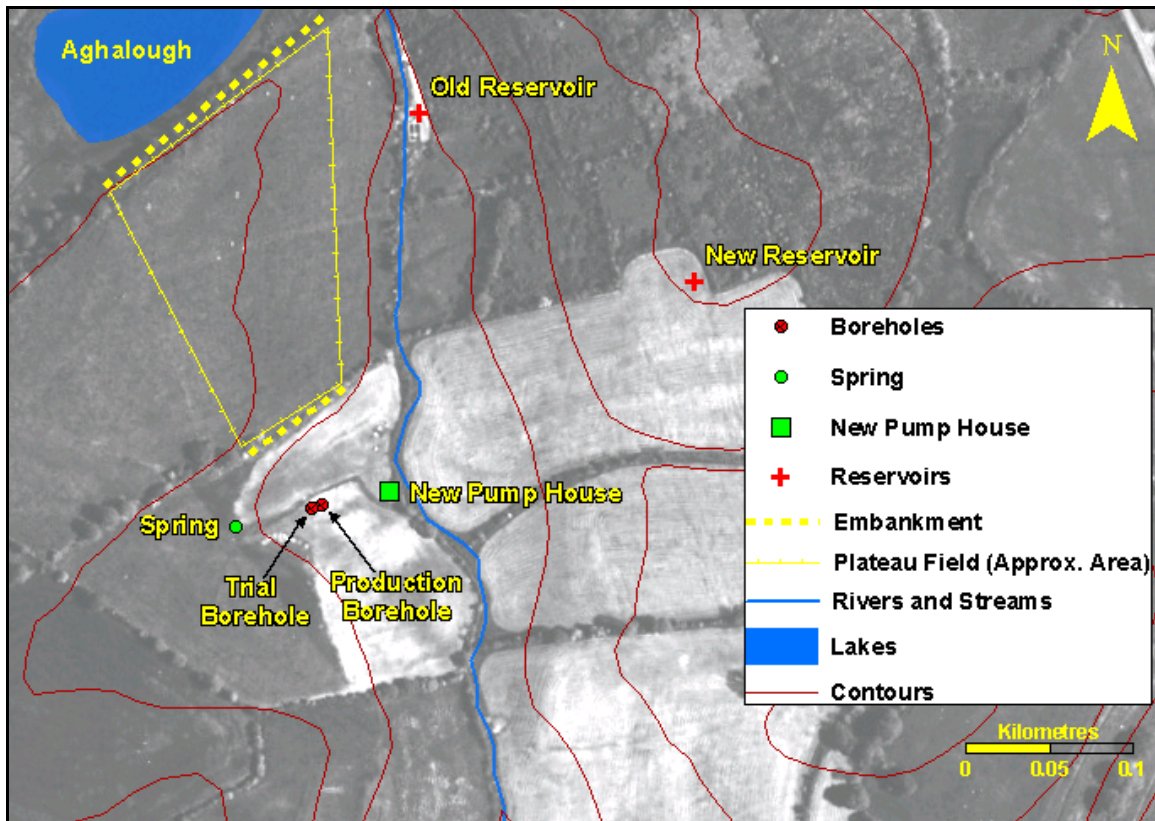 Aghalough
N
Old Reservoir
New Reservoir
Boreholes
Spring
New Pump House
Reservoirs
Embankment
Plateau Field (Approx. Area)
Rivers and Streams
Lakes
Contours
New Pump House
Spring
Trial
Borehole
Production
Borehole
Kilometres
0 0.05 0.1